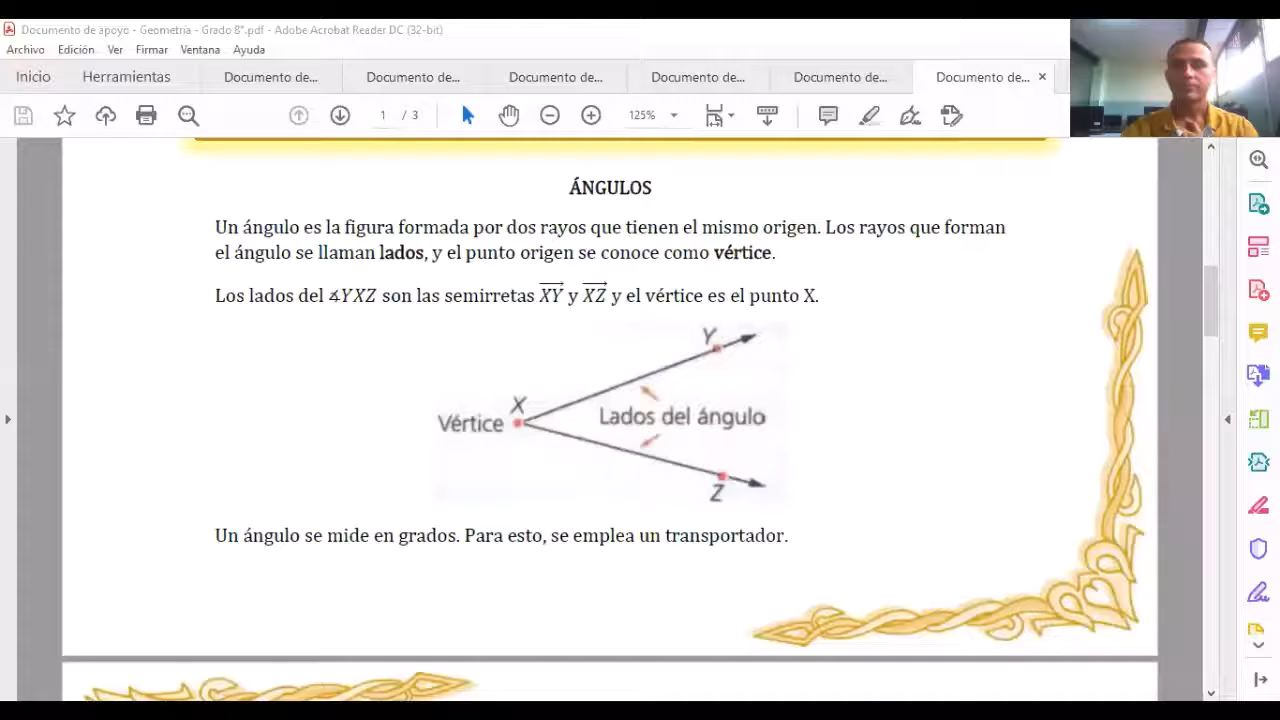 Documento de apoyo - Geometría - Grado 8°.pdf - Adobe Acrobat Reader DC (32-bit)
Archivo Edición Ver Firmar Ventana Ayuda
Inicio Herramientas Documento de... Documento de... Documento de... Documento de... Documento de... Documento de... ×
1 / 3 125%
ÁNGULOS
Un ángulo es la figura formada por dos rayos que tienen el mismo origen. Los rayos que forman
el ángulo se llaman lados, y el punto origen se conoce como vértice.
Los lados del ∡YXZ son las semirretas XY y XZ y el vértice es el punto X.
Y
X
Vértice
Lados del ángulo
Z
Un ángulo se mide en grados. Para esto, se emplea un transportador.